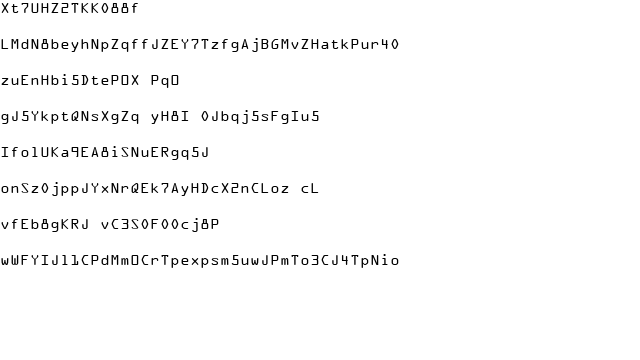 Xt7UHZ2TKK088f
LMdN8beyhNpZqffJZEY7TzfgAjBGMvZHatkPur40
zuEnHbi5DtePOX PqO
gJ5YkptQNsXgZq yH8I 0Jbqj5sFgIu5
IfolUKa9EA8iSNuERgq5J
onSz0jppJYxNrQEk7AyHDcX2nCLoz cL
vfEb8gKRJ vC3S0F00cj8P
wWFYIJl1CPdMmOCrTpexpsm5uwJPmTo3CJ4TpNio